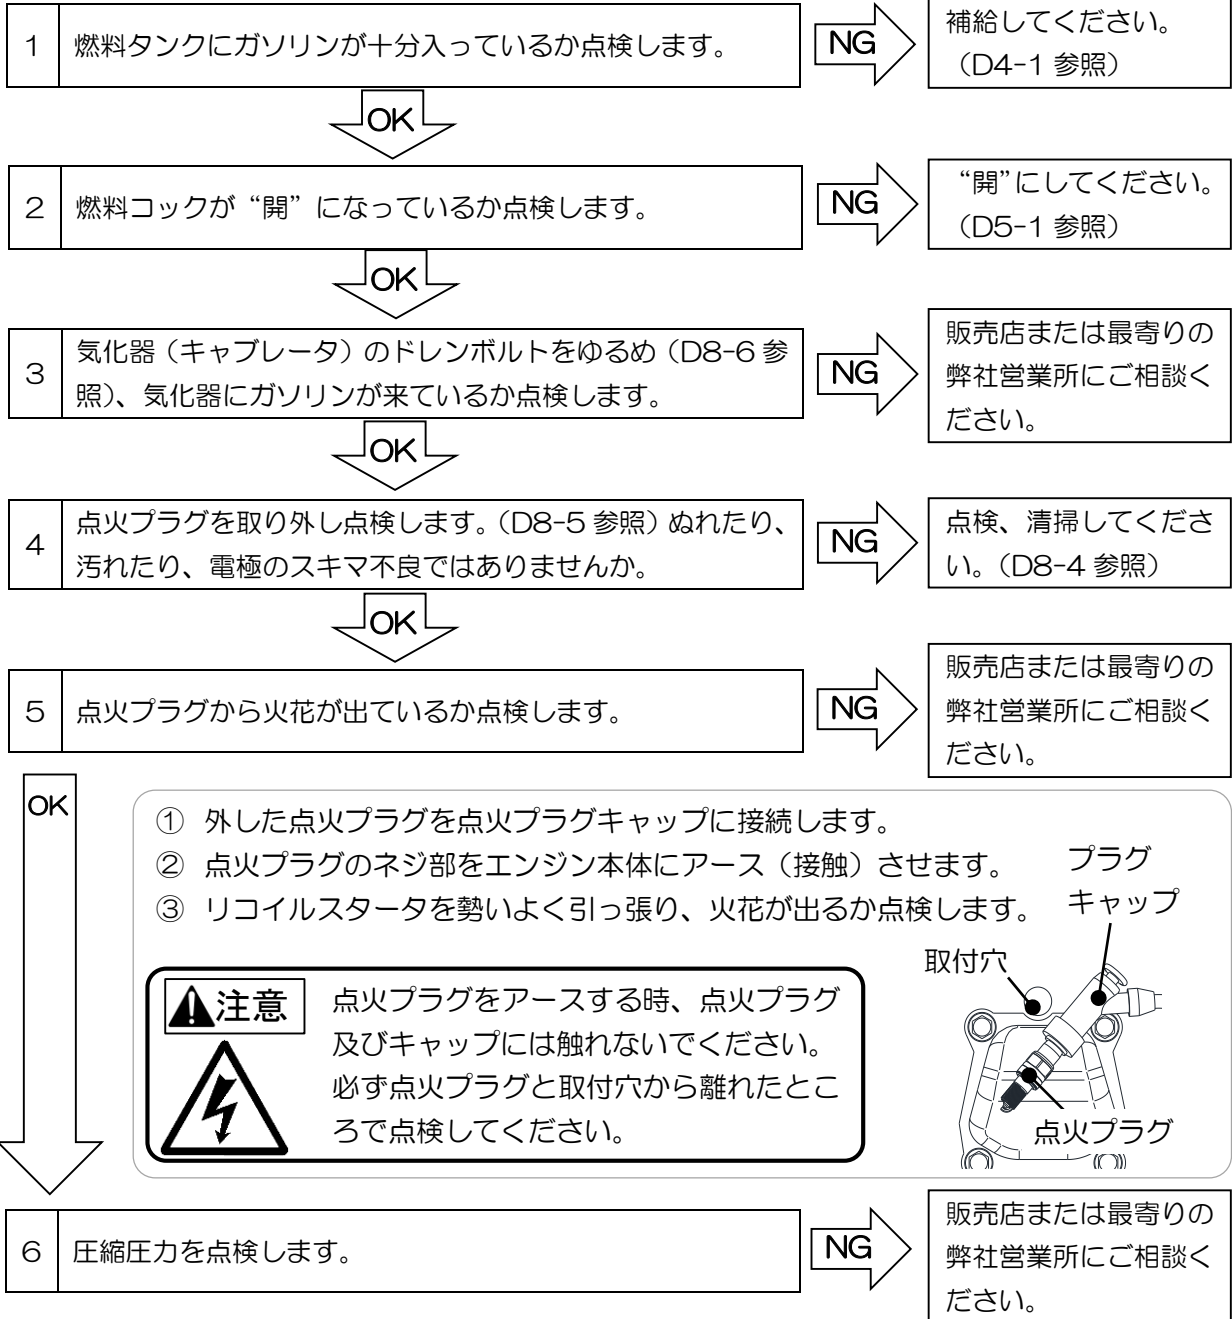 1 燃料タンクにガソリンが十分入っているか点検します。
NG
補給してください。
（D4-1 参照）
OK
2 燃料コックが“開”になっているか点検します。
NG
“開”にしてください。
（D5-1 参照）
OK
3 気化器（キャブレータ）のドレンボルトをゆるめ（D8-6 参
照）、気化器にガソリンが来ているか点検します。
NG
販売店または最寄りの
弊社営業所にご相談く
ださい。
OK
4 点火プラグを取り外し点検します。（D8-5 参照）ぬれたり、
汚れたり、電極のスキマ不良ではありませんか。
NG
点検、清掃してくださ
い。（D8-4 参照）
OK
5 点火プラグから火花が出ているか点検します。
NG
販売店または最寄りの
弊社営業所にご相談く
ださい。
OK
① 外した点火プラグを点火プラグキャップに接続します。
② 点火プラグのネジ部をエンジン本体にアース（接触）させます。
③ リコイルスタータを勢いよく引っ張り、火花が出るか点検します。
プラグ
キャップ
取付穴
点火プラグ
注意
点火プラグをアースする時、点火プラグ
及びキャップには触れないでください。
必ず点火プラグと取付穴から離れたとこ
ろで点検してください。
6 圧縮圧力を点検します。
NG
販売店または最寄りの
弊社営業所にご相談く
ださい。